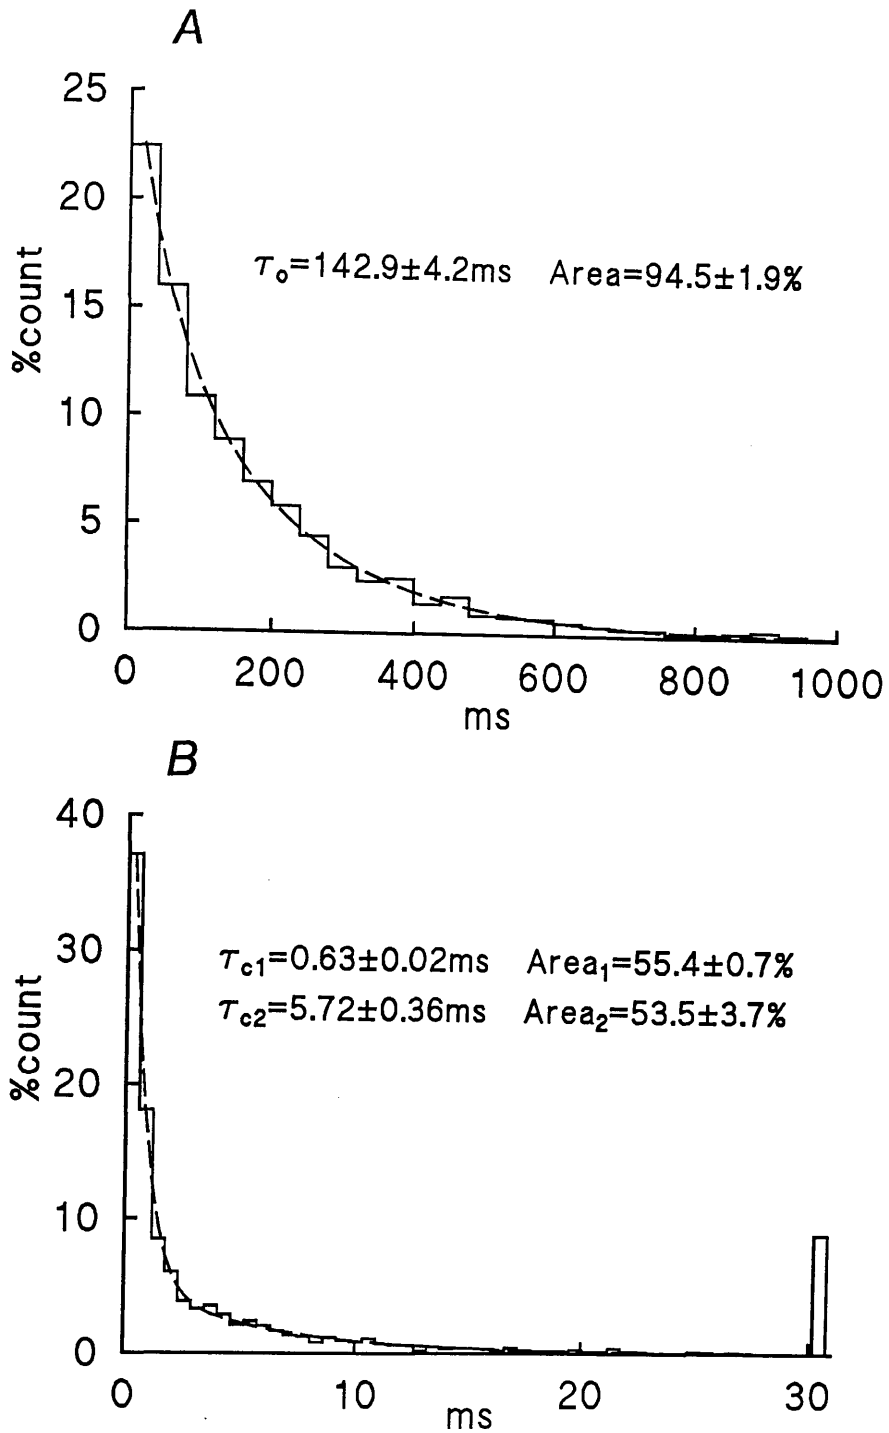 A
25
20
15
10
5
0
%count
τo=142.9±4.2ms Area=94.5±1.9%
0 200 400 600 800 1000
ms
B
40
30
20
10
0
%count
τc1=0.63±0.02ms Area1=55.4±0.7%
τc2=5.72±0.36ms Area2=53.5±3.7%
0 10 20 30
ms